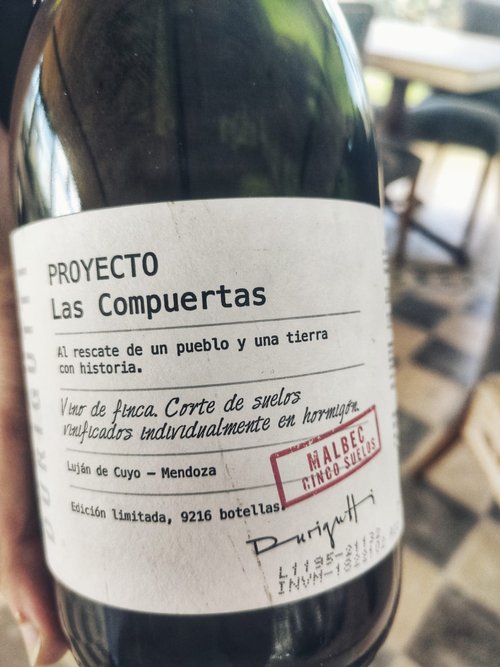 PROYECTO
Las Compuertas
Al rescate de un pueblo y una tierra
con historia.
Vino de finca. Corte de suelos
vinificados individualmente en hormigón.
Luján de Cuyo – Mendoza
MALBEC
CINCO SUELOS
Edición limitada, 9216 botellas.
Durigutti